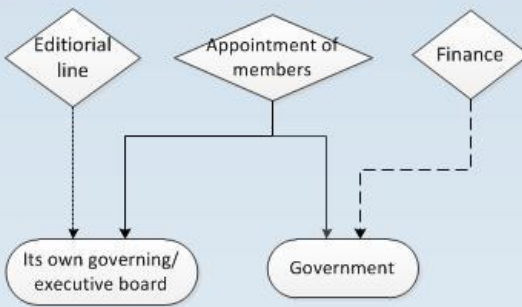 Editiorial
line
Appointment of
members
Finance
Its own governing/
executive board
Government